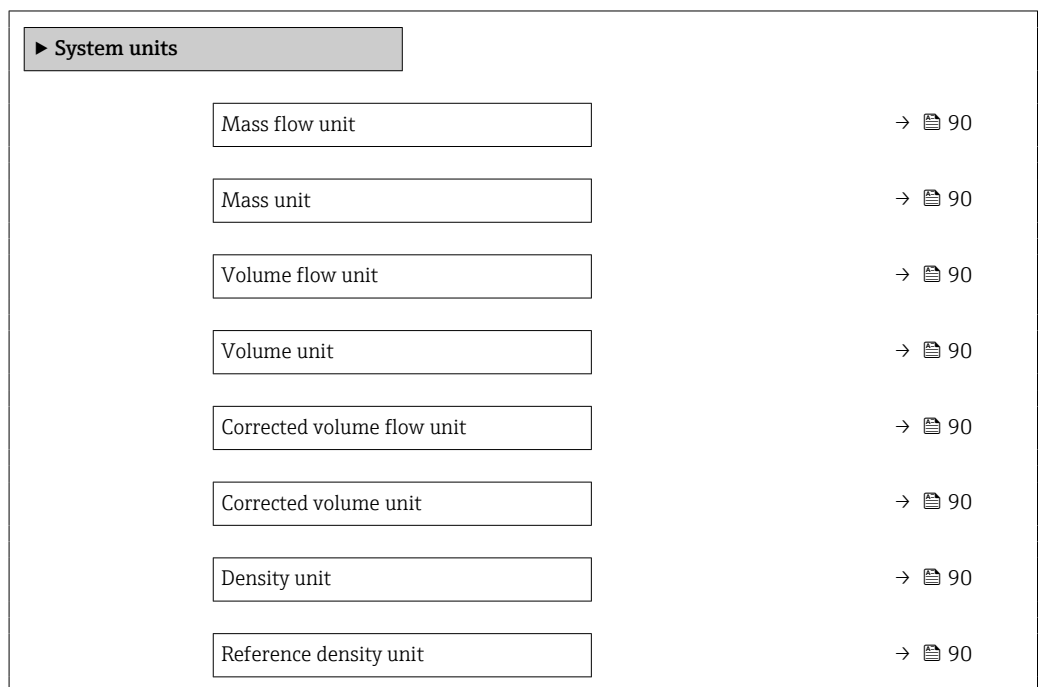 ▶ System units
Mass flow unit → 90
Mass unit → 90
Volume flow unit → 90
Volume unit → 90
Corrected volume flow unit → 90
Corrected volume unit → 90
Density unit → 90
Reference density unit → 90